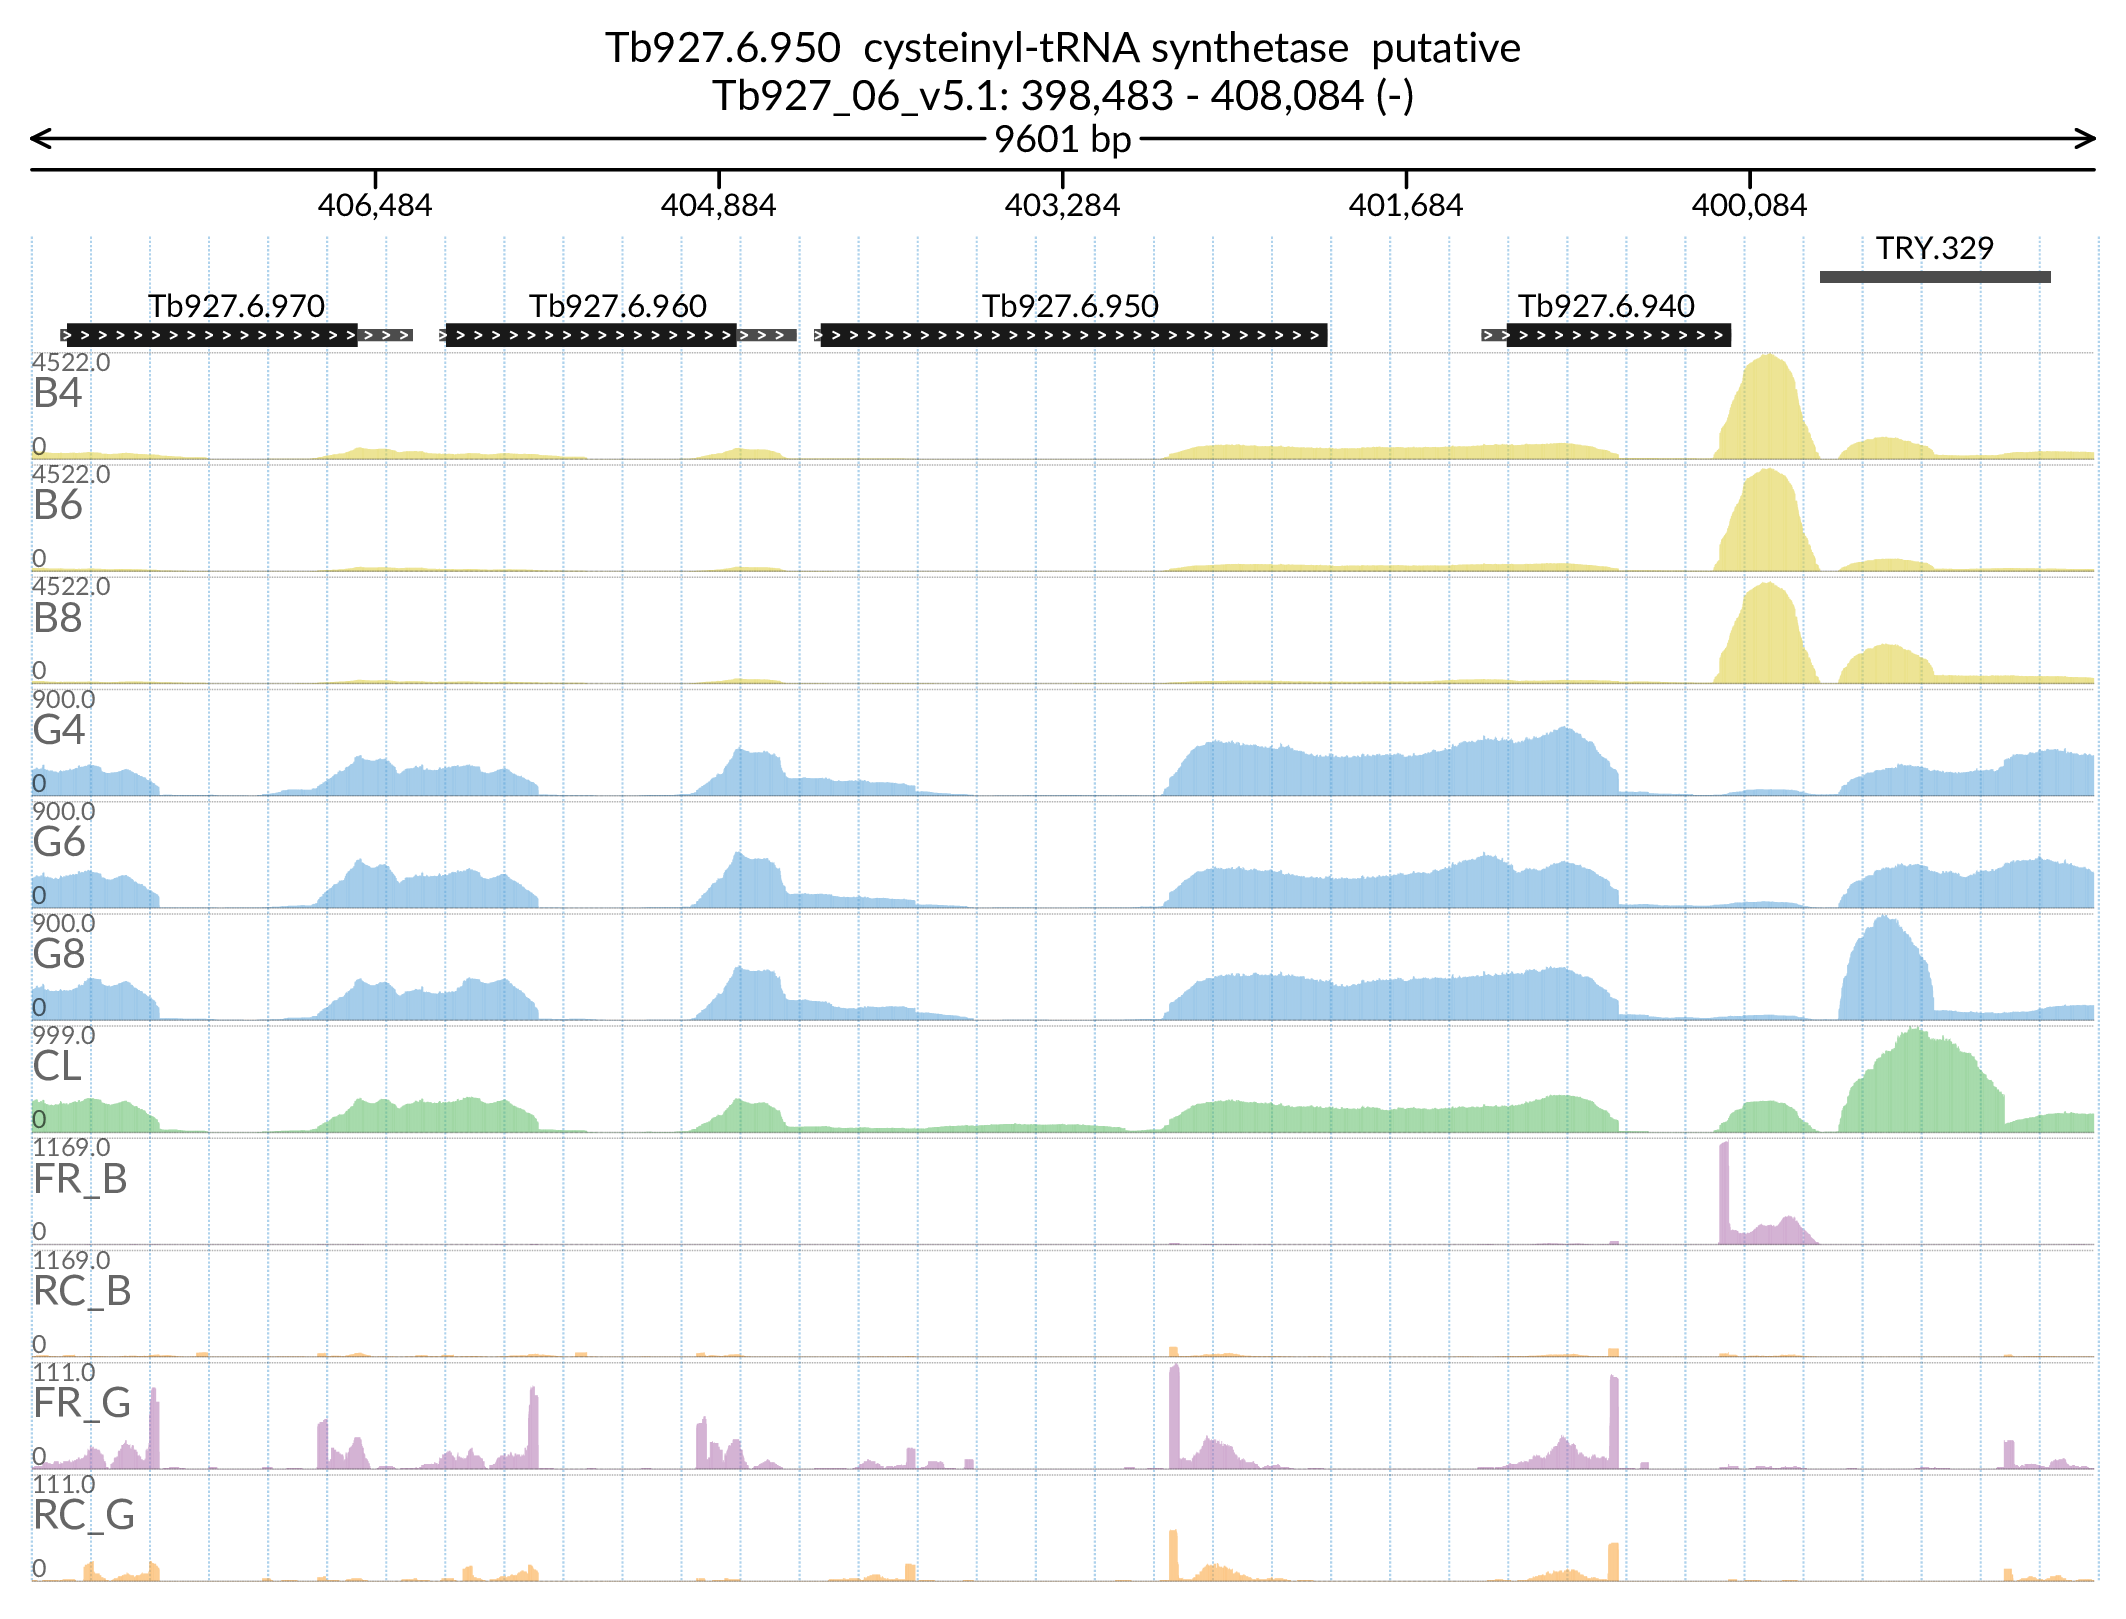 Tb927.6.950  cysteinyl-tRNA synthetase  putative
Tb927_06_v5.1: 398,483 - 408,084 (-)
9601 bp
406,484 404,884 403,284 401,684 400,084
TRY.329
Tb927.6.970 Tb927.6.960 Tb927.6.950 Tb927.6.940
4522.0
B4
0
4522.0
B6
0
4522.0
B8
0
900.0
G4
0
900.0
G6
0
900.0
G8
0
999.0
CL
0
1169.0
FR_B
0
1169.0
RC_B
0
111.0
FR_G
0
111.0
RC_G
0